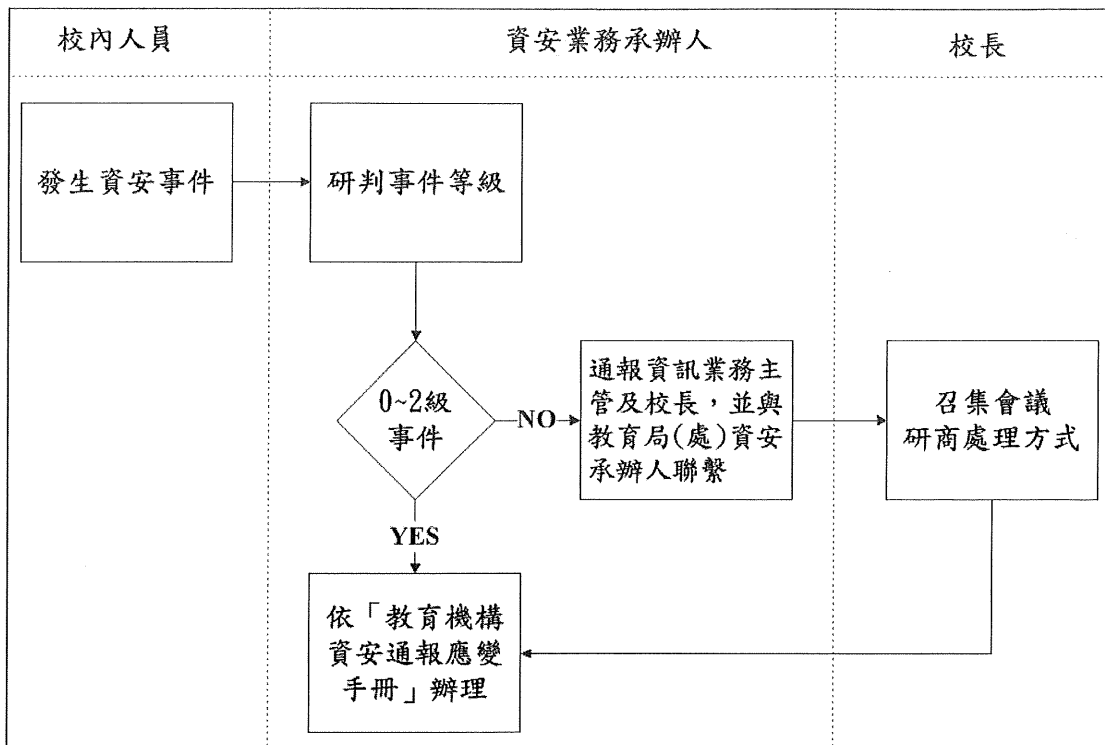 校內人員
資安業務承辦人
校長
發生資安事件
研判事件等級
0~2級
事件
NO
通報資訊業務主
管及校長，並與
教育局(處)資安
承辦人聯繫
召集會議
研商處理方式
YES
依「教育機構
資安通報應變
手冊」辦理